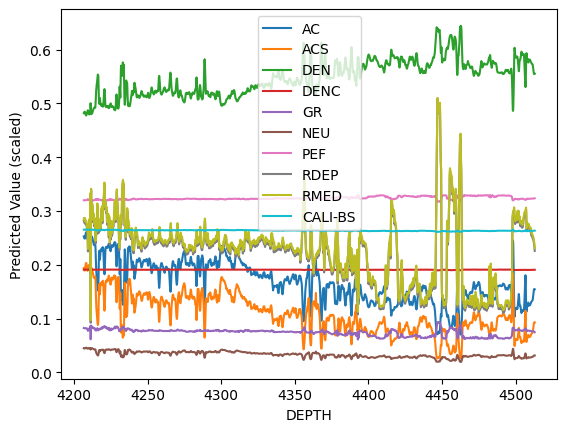 AC
ACS
DEN
DENC
GR
NEU
PEF
RDEP
RMED
CALI-BS
Predicted Value (scaled)
0.6
0.5
0.4
0.3
0.2
0.1
0.0
4200 4250 4300 4350 4400 4450 4500
DEPTH